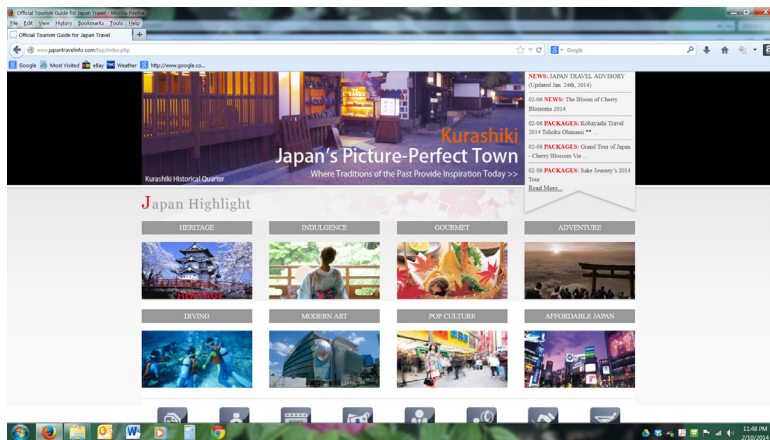 Official Tourism Guide for Japan Travel - Mozilla Firefox
File Edit View History Bookmarks Tools Help
Official Tourism Guide for Japan Travel
www.japantravelinfo.com/top/index.php
Google
Google Most Visited eBay Weather http://www.google.co...
NEWS: JAPAN TRAVEL ADVISORY
(Updated Jan. 24th, 2014)
02-06 NEWS: The Bloom of Cherry
Blossoms 2014
02-06 PACKAGES: Kobayashi Travel
2014 Tohoku Ohanami ** ...
02-06 PACKAGES: Grand Tour of Japan
- Cherry Blossom Vie ...
02-06 PACKAGES: Sake Journey's 2014
Tour
Read More...
Kurashiki
Japan's Picture-Perfect Town
Where Traditions of the Past Provide Inspiration Today >>
Kurashiki Historical Quarter
Japan Highlight
HERITAGE INDULGENCE GOURMET ADVENTURE
HERITAGE
DIVING MODERN ART POP CULTURE AFFORDABLE JAPAN
11:48 PM
2/10/2014